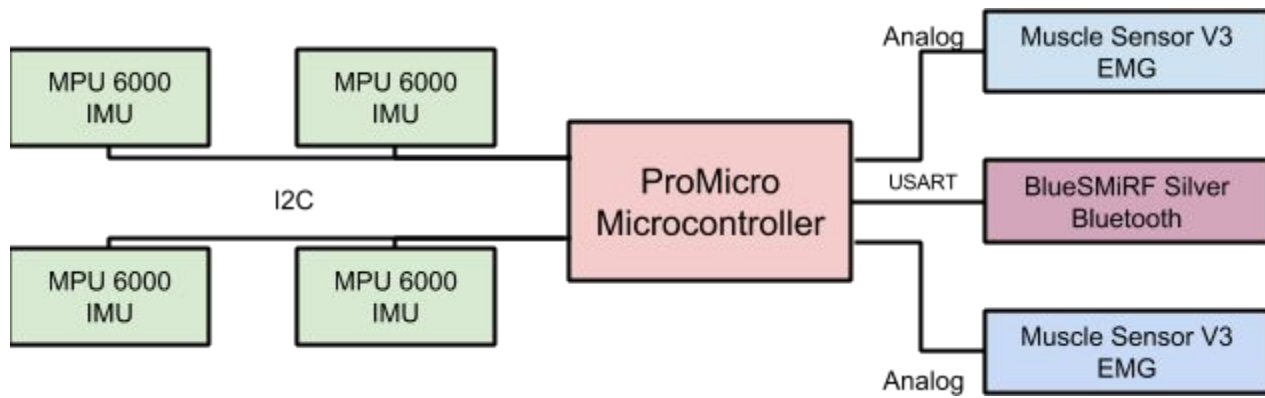 MPU 6000
IMU
MPU 6000
IMU
I2C
MPU 6000
IMU
MPU 6000
IMU
ProMicro
Microcontroller
Analog
Muscle Sensor V3
EMG
USART
BlueSMiRF Silver
Bluetooth
Muscle Sensor V3
EMG
Analog